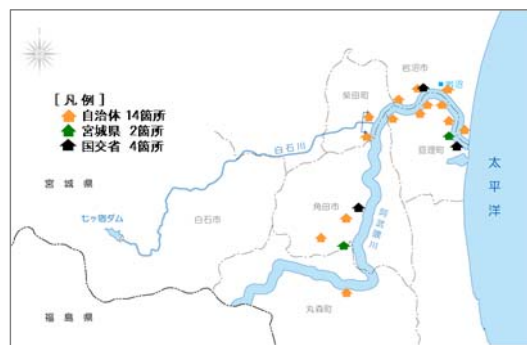 [凡例]
自治体 14箇所
宮城県 2箇所
国交省 4箇所
岩沼市
岩沼
柴田町
亘理町
白石川
宮城県
七ヶ宿ダム
白石市
角田市
阿武隈川
太平洋
丸森町
福島県